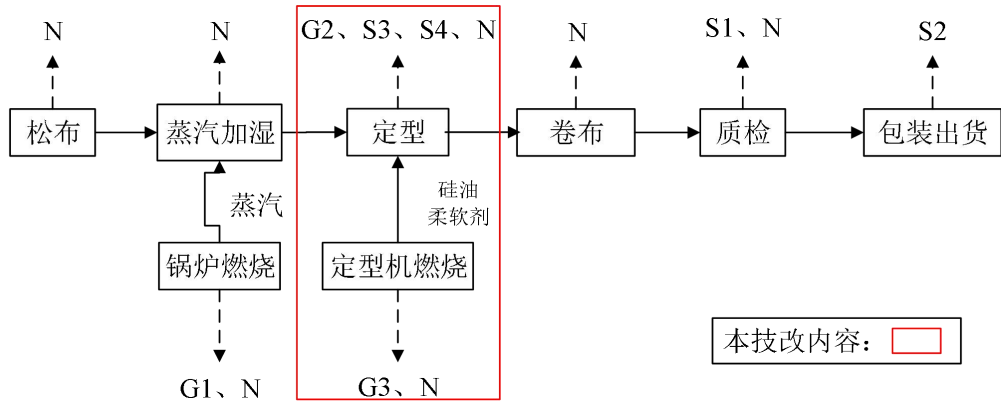 N
N
G2、S3、S4、N
N
S1、N
S2
松布
蒸汽加湿
定型
卷布
质检
包装出货
蒸汽
硅油
柔软剂
锅炉燃烧
定型机燃烧
本技改内容：
G1、N
G3、N